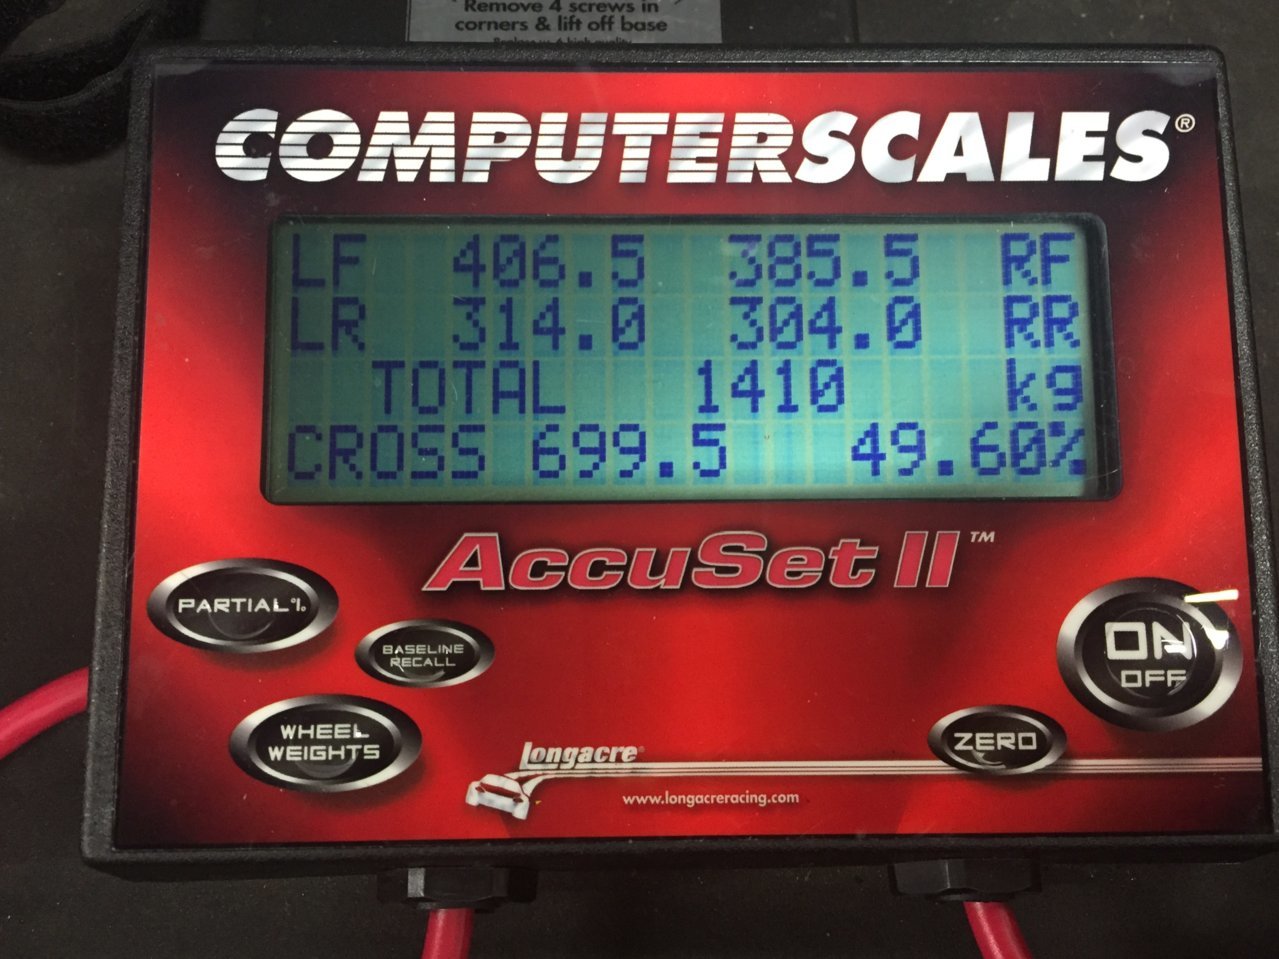 Remove 4 screws in
corners & lift off base
COMPUTERSCALES®
LF 406.5 385.5 RF
LR 314.0 304.0 RR
TOTAL 1410 kg
CROSS 699.5 49.60%
AccuSet II™
PARTIAL%
BASELINE
RECALL
ON
OFF
WHEEL
WEIGHTS
ZERO
Longacre®
www.longacreracing.com